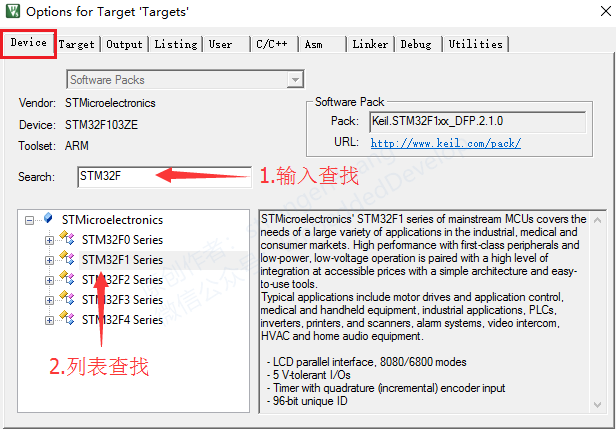 Options for Target 'Targets'
Device Target Output Listing User C/C++ Asm Linker Debug Utilities
Software Packs
Vendor: STMicroelectronics
Device: STM32F103ZE
Toolset: ARM
Search: STM32F
Software Pack
Pack: Keil.STM32F1xx_DFP.2.1.0
URL: http://www.keil.com/pack/
1.输入查找
STMicroelectronics
STM32F0 Series
STM32F1 Series
STM32F2 Series
STM32F3 Series
STM32F4 Series
2.列表查找
STMicroelectronics' STM32F1 series of mainstream MCUs covers the
needs of a large variety of applications in the industrial, medical and
consumer markets. High performance with first-class peripherals and
low-power, low-voltage operation is paired with a high level of
integration at accessible prices with a simple architecture and easy-
to-use tools.
Typical applications include motor drives and application control,
medical and handheld equipment, industrial applications, PLCs,
inverters, printers, and scanners, alarm systems, video intercom,
HVAC and home audio equipment.
- LCD parallel interface, 8080/6800 modes
- 5 V-tolerant I/Os
- Timer with quadrature (incremental) encoder input
- 96-bit unique ID